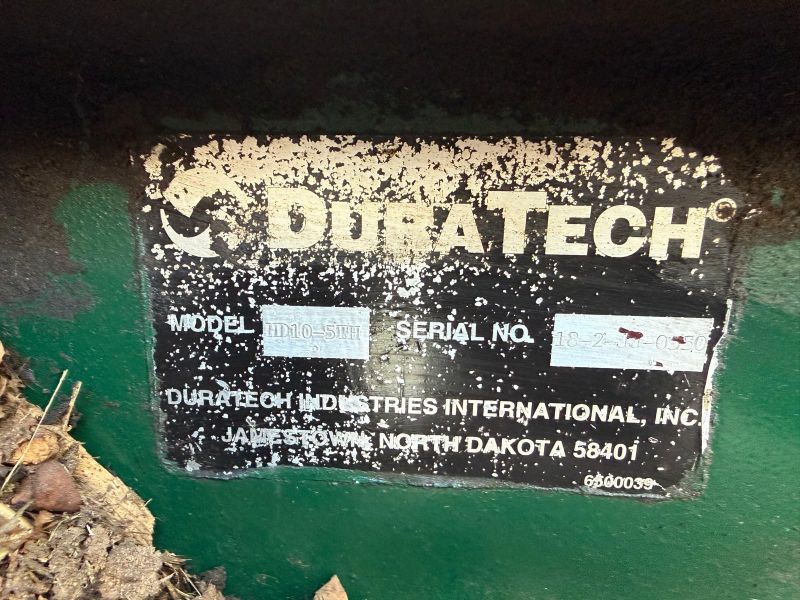 DURATECH®
MODEL HD10-5TH SERIAL NO.
DURATECH INDUSTRIES INTERNATIONAL, INC.
JAMESTOWN, NORTH DAKOTA 58401
6500039